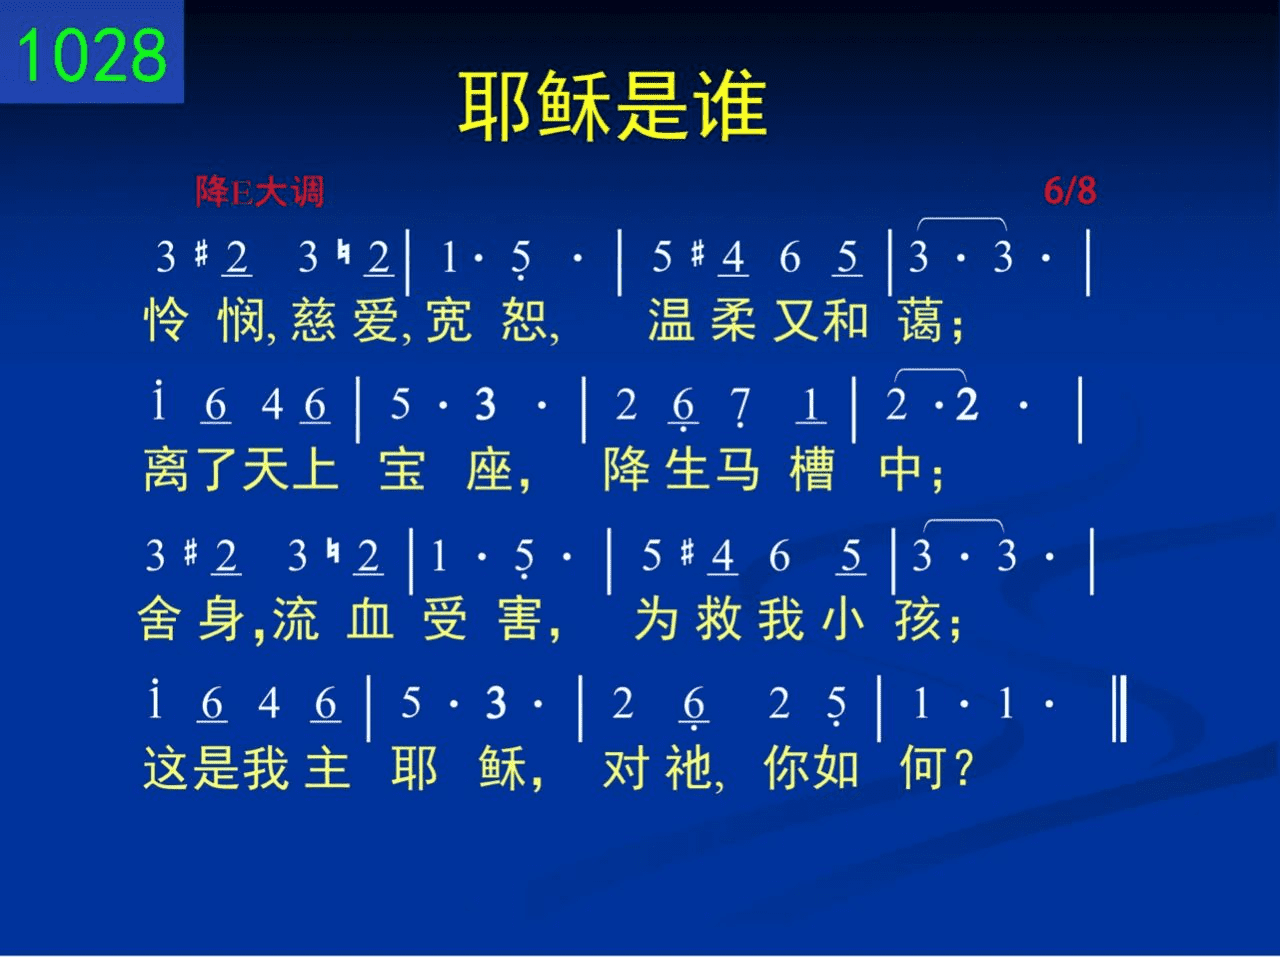 1028
耶稣是谁
降E大调 6/8
3 #2 3 ♮2 | 1 · 5̣ · | 5 #4 6 5 | 3 · 3 · |
怜 悯, 慈 爱, 宽 恕, 温 柔 又 和 蔼；
1̇ 6 4 6 | 5 · 3 · | 2 6̣ 7̣ 1 | 2 · 2 · |
离了天上 宝 座， 降生马 槽 中；
3 #2 3 ♮2 | 1 · 5̣ · | 5 #4 6 5 | 3 · 3 · |
舍 身，流 血 受 害， 为 救 我 小 孩；
1̇ 6 4 6 | 5 · 3 · | 2 6̣ 2 5̣ | 1 · 1 · ‖
这是我 主 耶 稣， 对 祂, 你如 何？